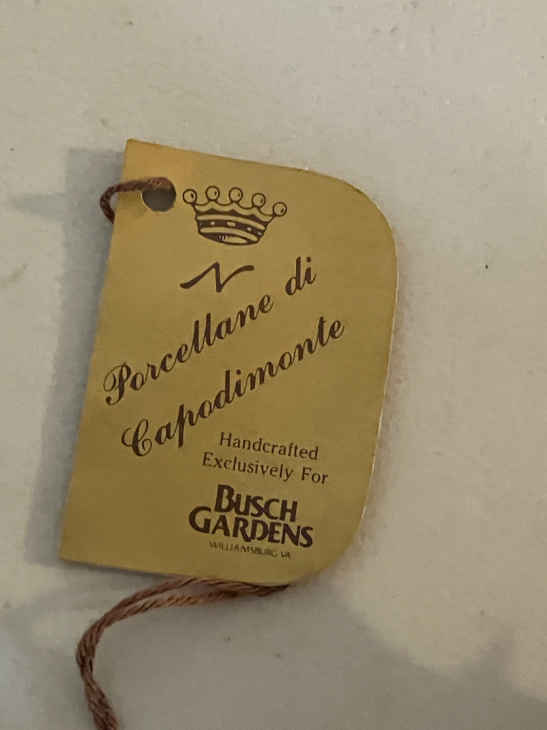 N
Porcellane di
Capodimonte
Handcrafted
Exclusively For
BUSCH
GARDENS
WILLIAMSBURG VA